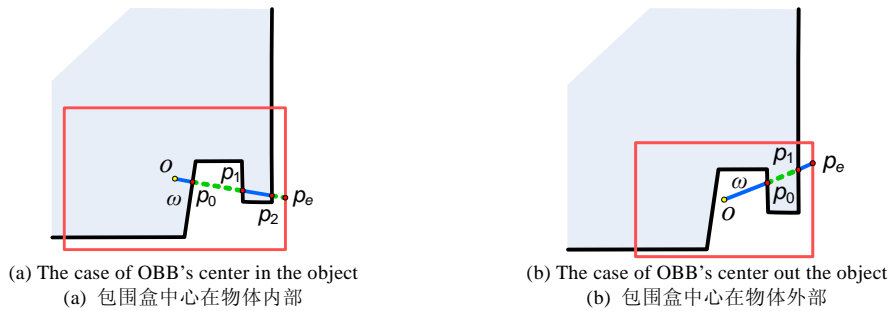 o
ω
p0
p1
p2
pe
(a) The case of OBB's center in the object
(a) 包围盒中心在物体内部
p1
pe
ω
p0
o
(b) The case of OBB's center out the object
(b) 包围盒中心在物体外部